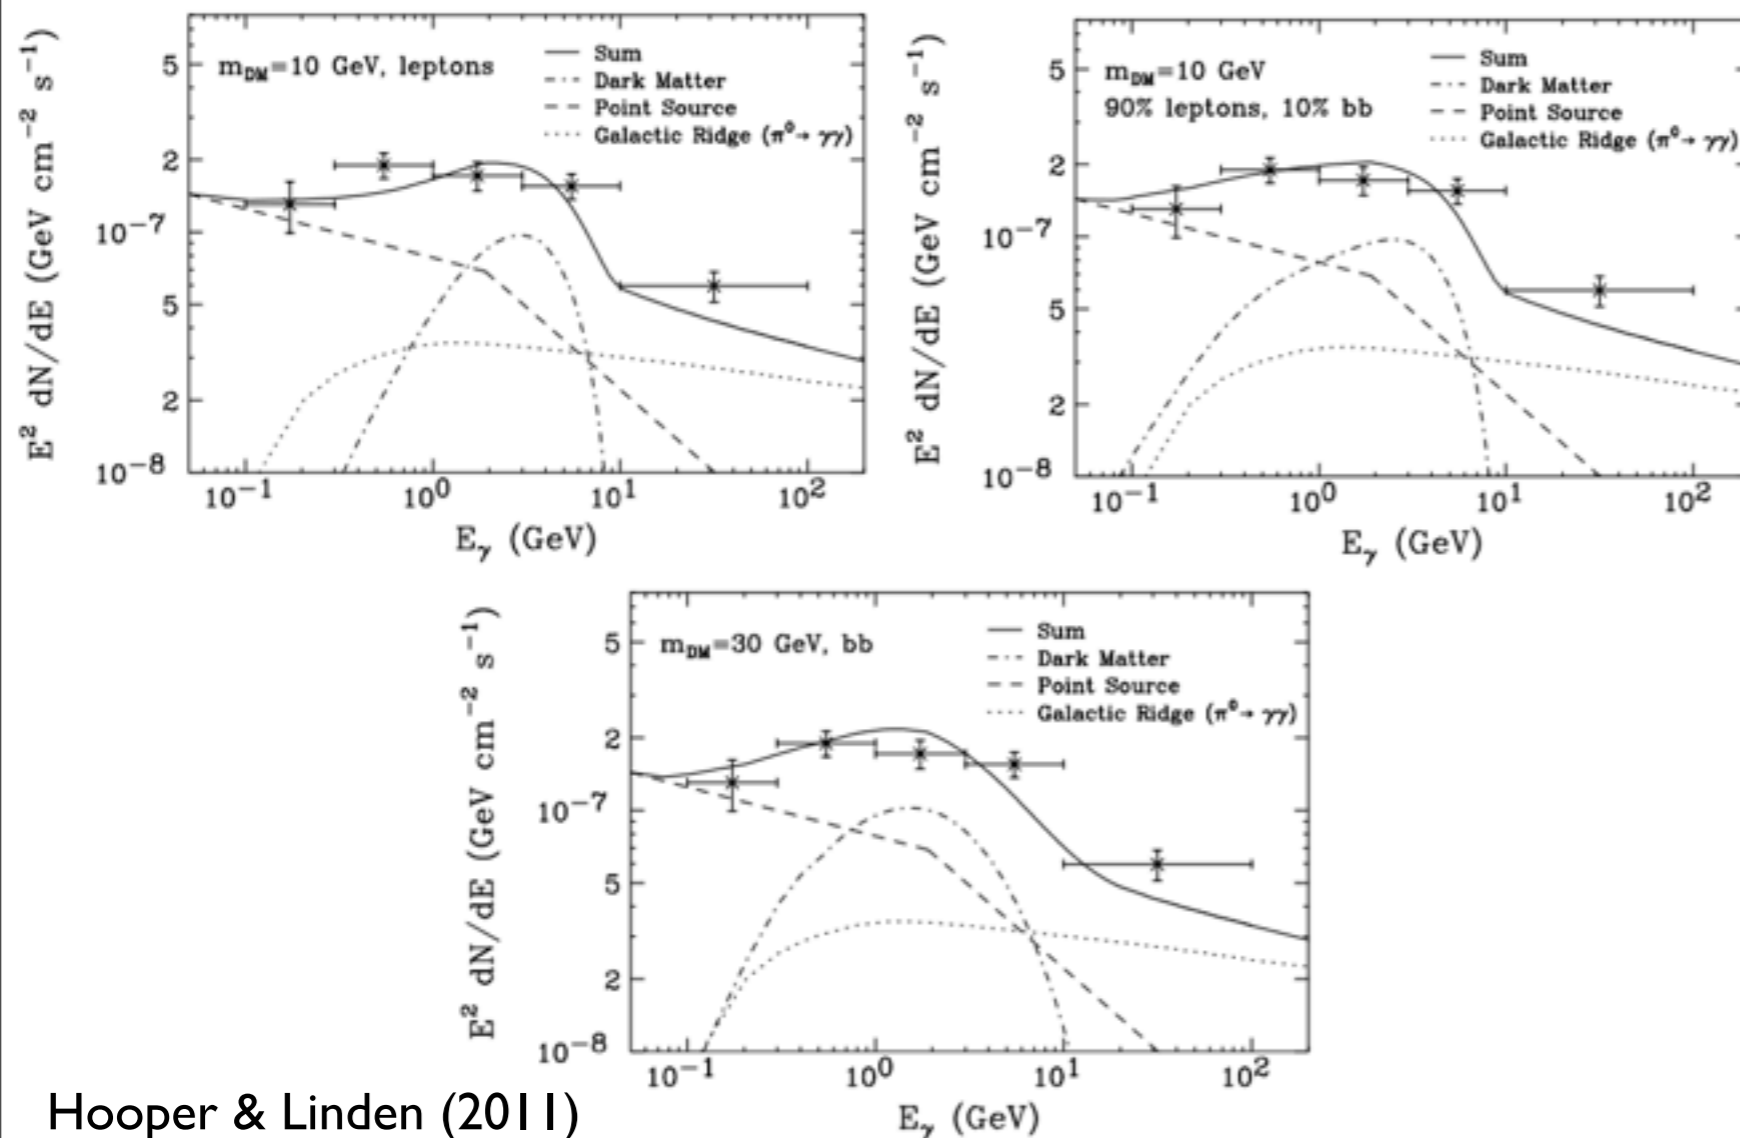 m_DM=10 GeV, leptons
Sum
Dark Matter
Point Source
Galactic Ridge (π⁰→ γγ)
E² dN/dE (GeV cm⁻² s⁻¹)
5
2
10⁻⁷
5
2
10⁻⁸
10⁻¹ 10⁰ 10¹ 10²
E_γ (GeV)
m_DM=10 GeV
90% leptons, 10% bb
Sum
Dark Matter
Point Source
Galactic Ridge (π⁰→ γγ)
E² dN/dE (GeV cm⁻² s⁻¹)
5
2
10⁻⁷
5
2
10⁻⁸
10⁻¹ 10⁰ 10¹ 10²
E_γ (GeV)
m_DM=30 GeV, bb
Sum
Dark Matter
Point Source
Galactic Ridge (π⁰→ γγ)
E² dN/dE (GeV cm⁻² s⁻¹)
5
2
10⁻⁷
5
2
10⁻⁸
10⁻¹ 10⁰ 10¹ 10²
E_γ (GeV)
Hooper & Linden (2011)